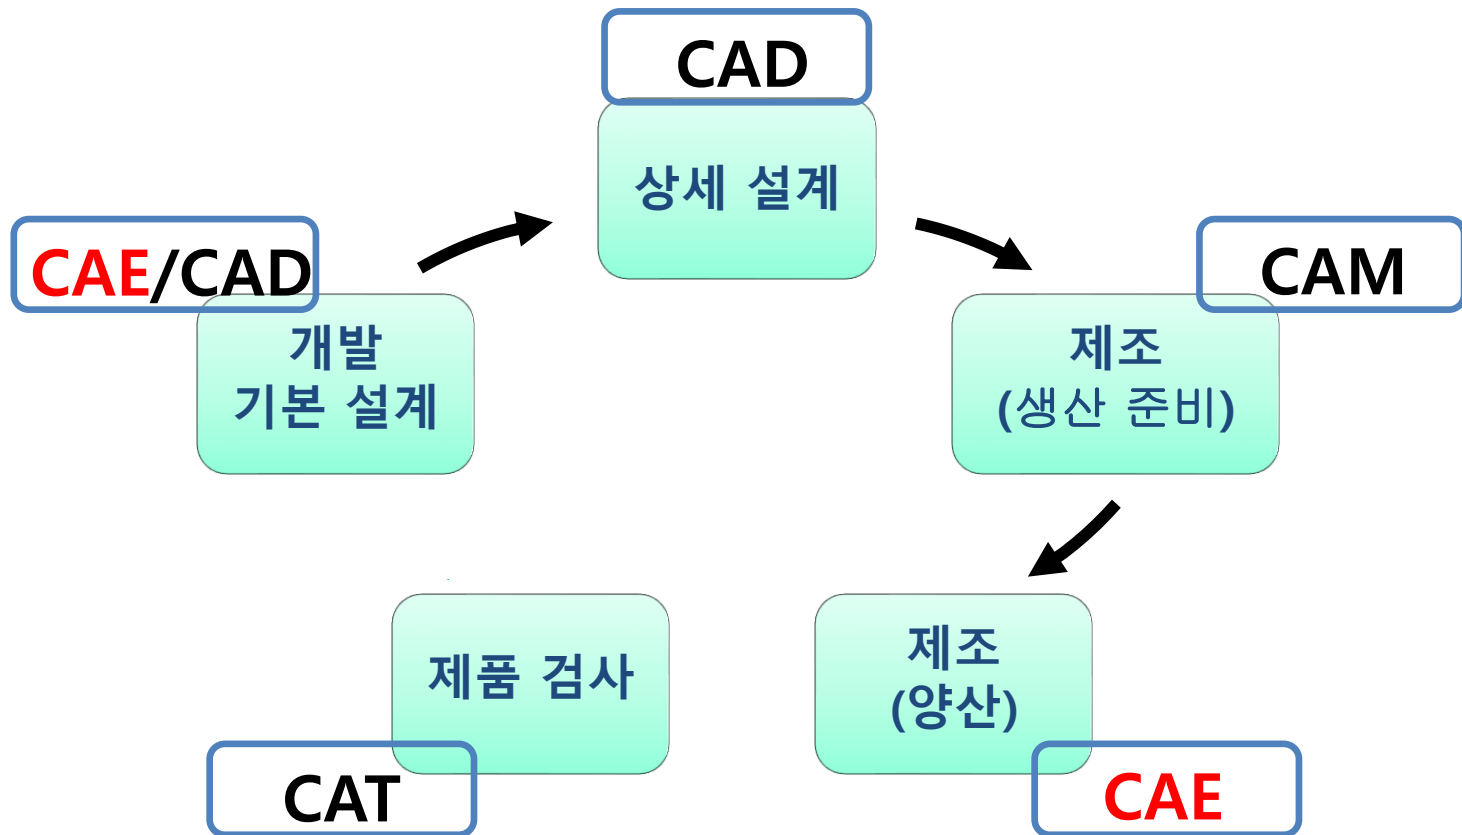 CAD
상세 설계
CAE/CAD
개발
기본 설계
CAM
제조
(생산 준비)
제품 검사
CAT
제조
(양산)
CAE